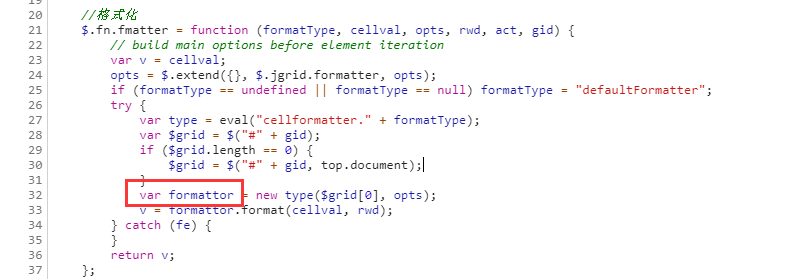 20 //格式化
21 $.fn.fmatter = function (formatType, cellval, opts, rwd, act, gid) {
22 // build main options before element iteration
23 var v = cellval;
24 opts = $.extend({}, $.jgrid.formatter, opts);
25 if (formatType == undefined || formatType == null) formatType = "defaultFormatter";
26 try {
27 var type = eval("cellformatter." + formatType);
28 var $grid = $("#" + gid);
29 if ($grid.length == 0) {
30 $grid = $("#" + gid, top.document);
31 }
32 var formattor = new type($grid[0], opts);
33 v = formattor.format(cellval, rwd);
34 } catch (fe) {
35 }
36 return v;
37 };